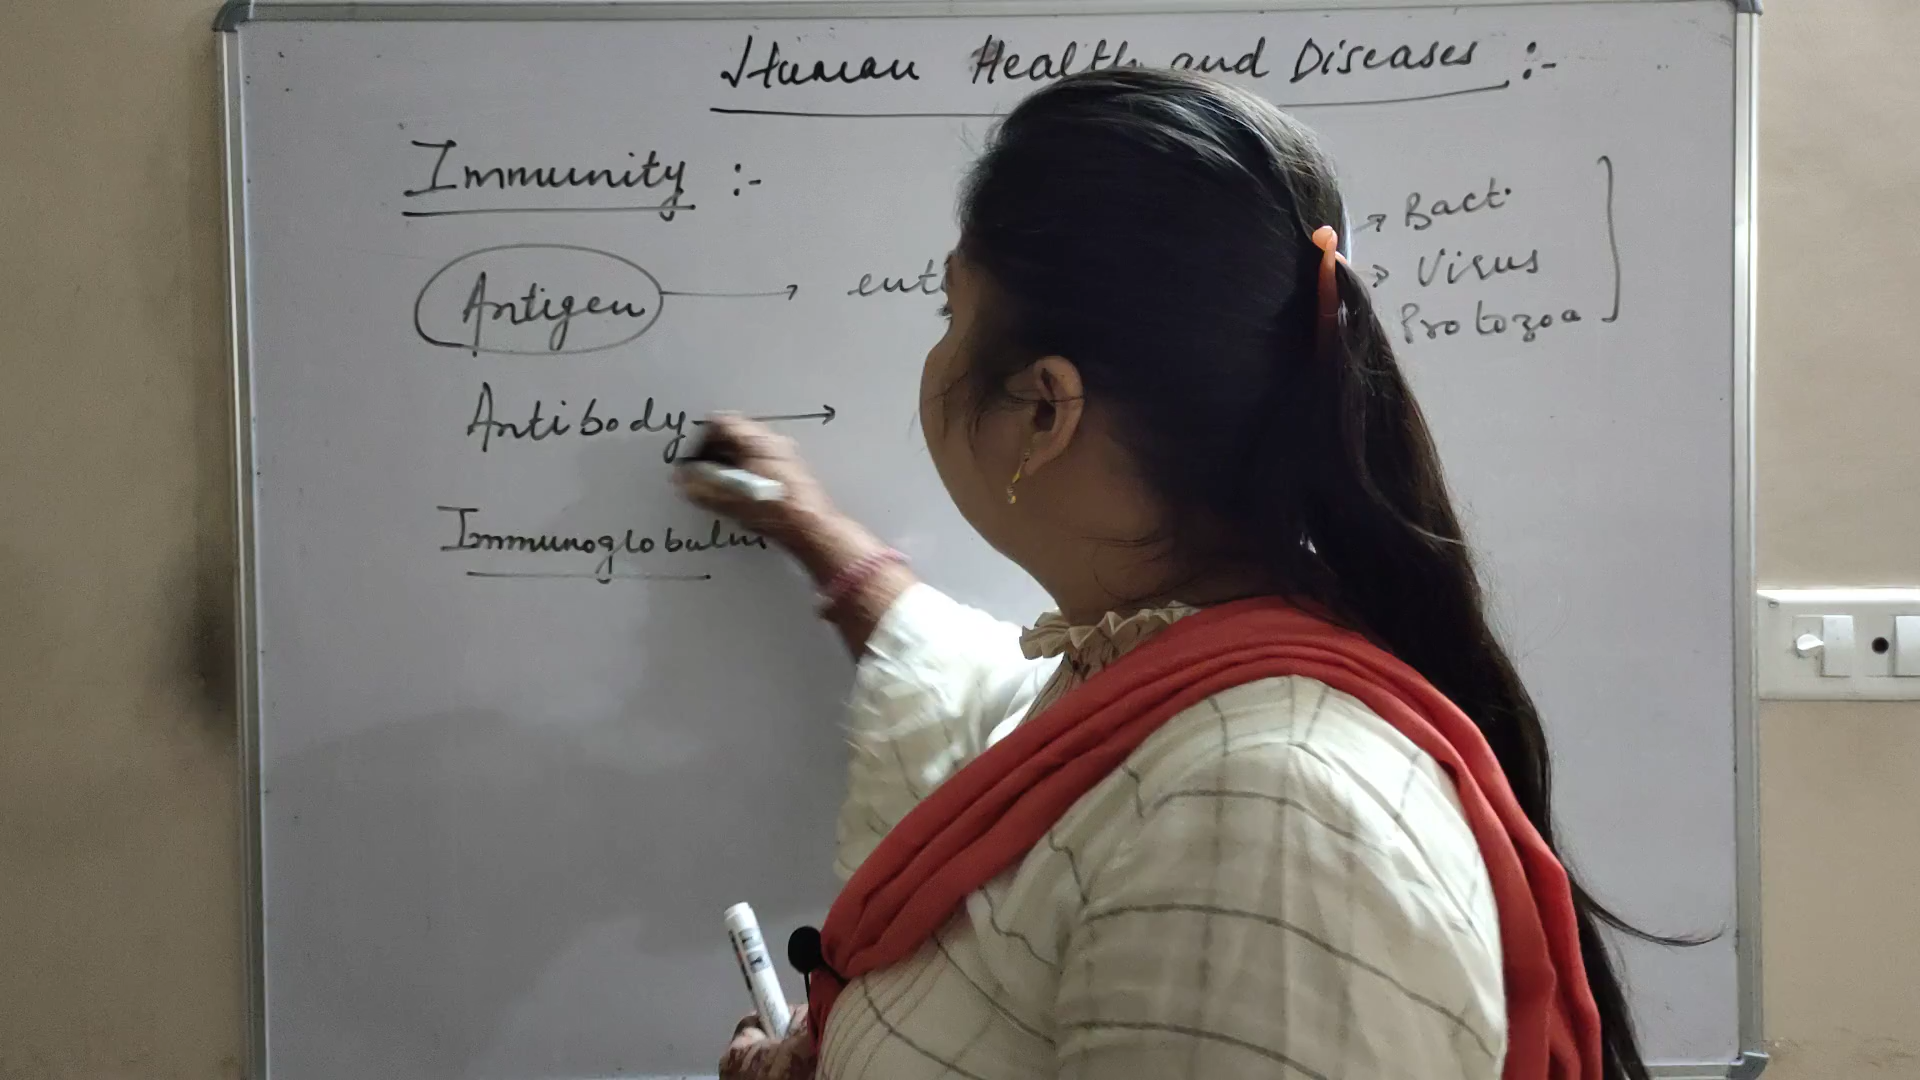 Human Health and Diseases :-
Immunity :-
Antigen → → Bact.
→ Virus
Protozoa
Antibody →
Immunoglobulin